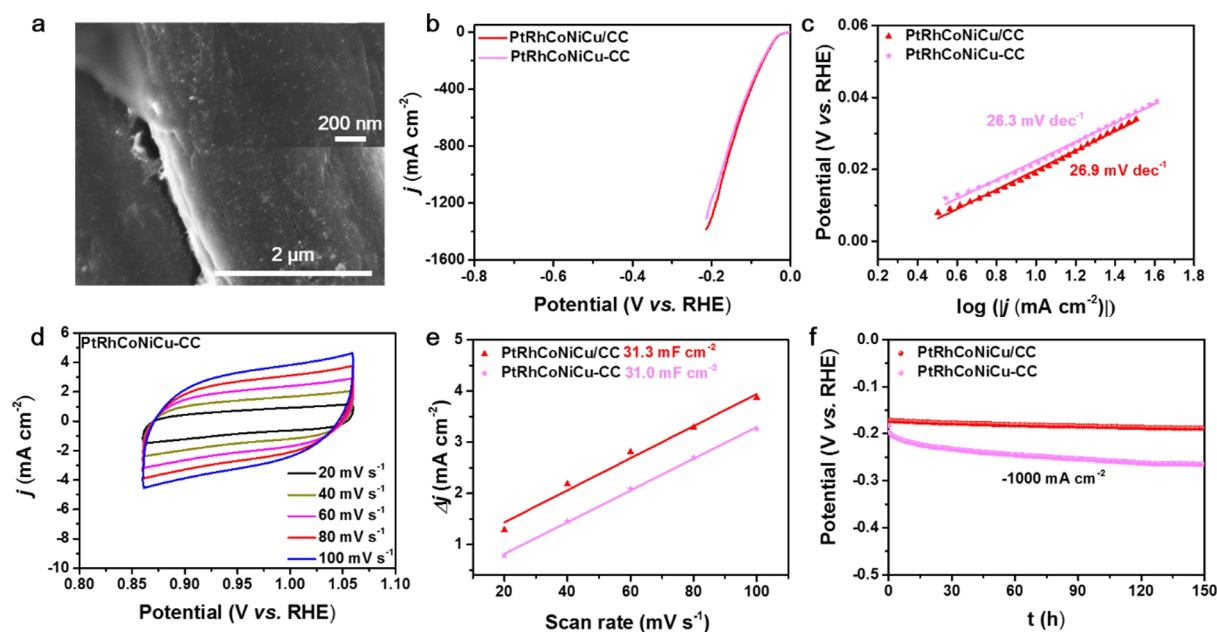 a
200 nm
2 µm
b
PtRhCoNiCu/CC
PtRhCoNiCu-CC
0
-400
-800
-1200
-1600
j (mA cm⁻²)
-0.8
-0.6
-0.4
-0.2
0.0
Potential (V vs. RHE)
c
PtRhCoNiCu/CC
PtRhCoNiCu-CC
26.3 mV dec⁻¹
26.9 mV dec⁻¹
0.06
0.04
0.02
0.00
Potential (V vs. RHE)
0.2
0.4
0.6
0.8
1.0
1.2
1.4
1.6
1.8
log (|j (mA cm⁻²)|)
d
PtRhCoNiCu-CC
6
4
2
0
-2
-4
-6
-8
-10
j (mA cm⁻²)
20 mV s⁻¹
40 mV s⁻¹
60 mV s⁻¹
80 mV s⁻¹
100 mV s⁻¹
0.80
0.85
0.90
0.95
1.00
1.05
1.10
Potential (V vs. RHE)
e
PtRhCoNiCu/CC 31.3 mF cm⁻²
PtRhCoNiCu-CC 31.0 mF cm⁻²
5
4
3
2
1
Δj (mA cm⁻²)
20
40
60
80
100
Scan rate (mV s⁻¹)
f
PtRhCoNiCu/CC
PtRhCoNiCu-CC
-1000 mA cm⁻²
0.0
-0.1
-0.2
-0.3
-0.4
-0.5
Potential (V vs. RHE)
0
30
60
90
120
150
t (h)